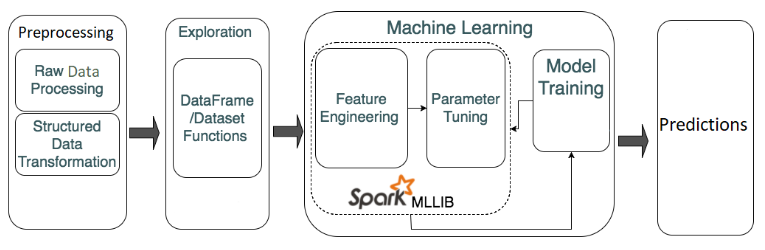 Preprocessing
Raw Data
Processing
Structured
Data
Transformation
Exploration
DataFrame
/Dataset
Functions
Machine Learning
Feature
Engineering
Parameter
Tuning
Spark MLLIB
Model
Training
Predictions